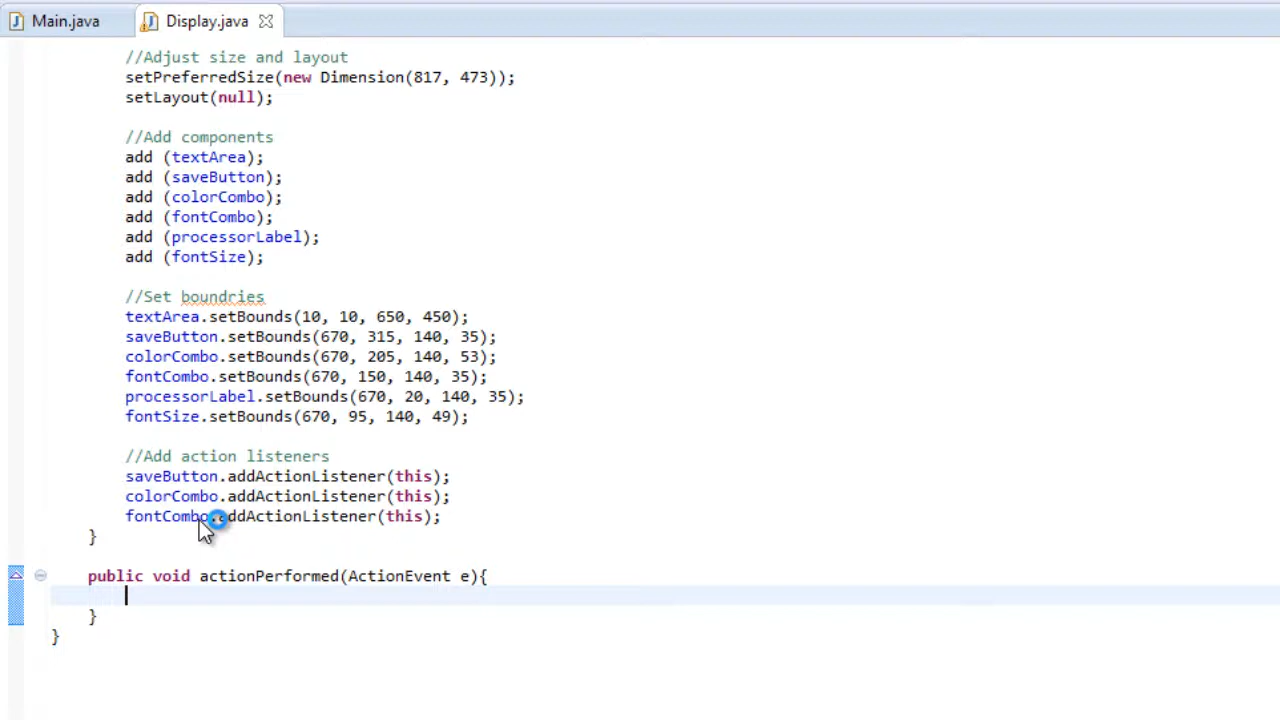 Main.java
Display.java
//Adjust size and layout
setPreferredSize(new Dimension(817, 473));
setLayout(null);
//Add components
add (textArea);
add (saveButton);
add (colorCombo);
add (fontCombo);
add (processorLabel);
add (fontSize);
//Set boundries
textArea.setBounds(10, 10, 650, 450);
saveButton.setBounds(670, 315, 140, 35);
colorCombo.setBounds(670, 205, 140, 53);
fontCombo.setBounds(670, 150, 140, 35);
processorLabel.setBounds(670, 20, 140, 35);
fontSize.setBounds(670, 95, 140, 49);
//Add action listeners
saveButton.addActionListener(this);
colorCombo.addActionListener(this);
fontCombo.addActionListener(this);
}
public void actionPerformed(ActionEvent e){
}
}